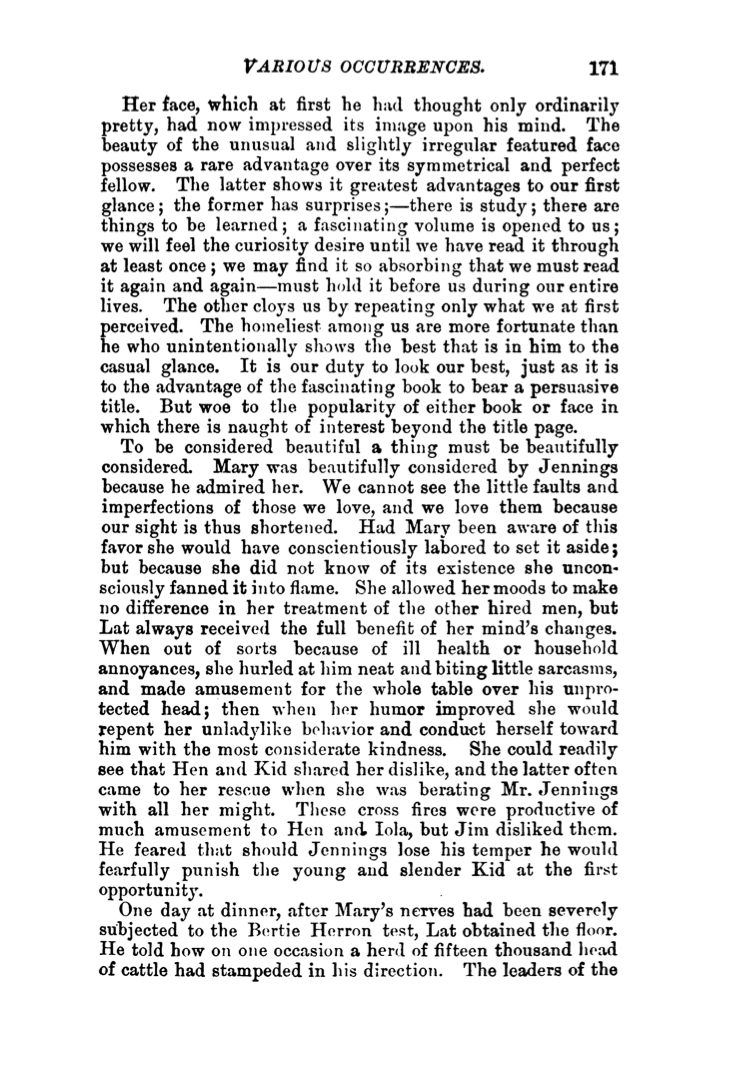 VARIOUS OCCURRENCES. 171
Her face, which at first he had thought only ordinarily
pretty, had now impressed its image upon his mind. The
beauty of the unusual and slightly irregular featured face
possesses a rare advantage over its symmetrical and perfect
fellow. The latter shows it greatest advantages to our first
glance; the former has surprises;—there is study; there are
things to be learned; a fascinating volume is opened to us;
we will feel the curiosity desire until we have read it through
at least once; we may find it so absorbing that we must read
it again and again—must hold it before us during our entire
lives. The other cloys us by repeating only what we at first
perceived. The homeliest among us are more fortunate than
he who unintentionally shows the best that is in him to the
casual glance. It is our duty to look our best, just as it is
to the advantage of the fascinating book to bear a persuasive
title. But woe to the popularity of either book or face in
which there is naught of interest beyond the title page.
To be considered beautiful a thing must be beautifully
considered. Mary was beautifully considered by Jennings
because he admired her. We cannot see the little faults and
imperfections of those we love, and we love them because
our sight is thus shortened. Had Mary been aware of this
favor she would have conscientiously labored to set it aside;
but because she did not know of its existence she uncon-
sciously fanned it into flame. She allowed her moods to make
no difference in her treatment of the other hired men, but
Lat always received the full benefit of her mind's changes.
When out of sorts because of ill health or household
annoyances, she hurled at him neat and biting little sarcasms,
and made amusement for the whole table over his unpro-
tected head; then when her humor improved she would
repent her unladylike behavior and conduct herself toward
him with the most considerate kindness. She could readily
see that Hen and Kid shared her dislike, and the latter often
came to her rescue when she was berating Mr. Jennings
with all her might. These cross fires were productive of
much amusement to Hen and Iola, but Jim disliked them.
He feared that should Jennings lose his temper he would
fearfully punish the young and slender Kid at the first
opportunity.
One day at dinner, after Mary's nerves had been severely
subjected to the Bertie Herron test, Lat obtained the floor.
He told how on one occasion a herd of fifteen thousand head
of cattle had stampeded in his direction. The leaders of the